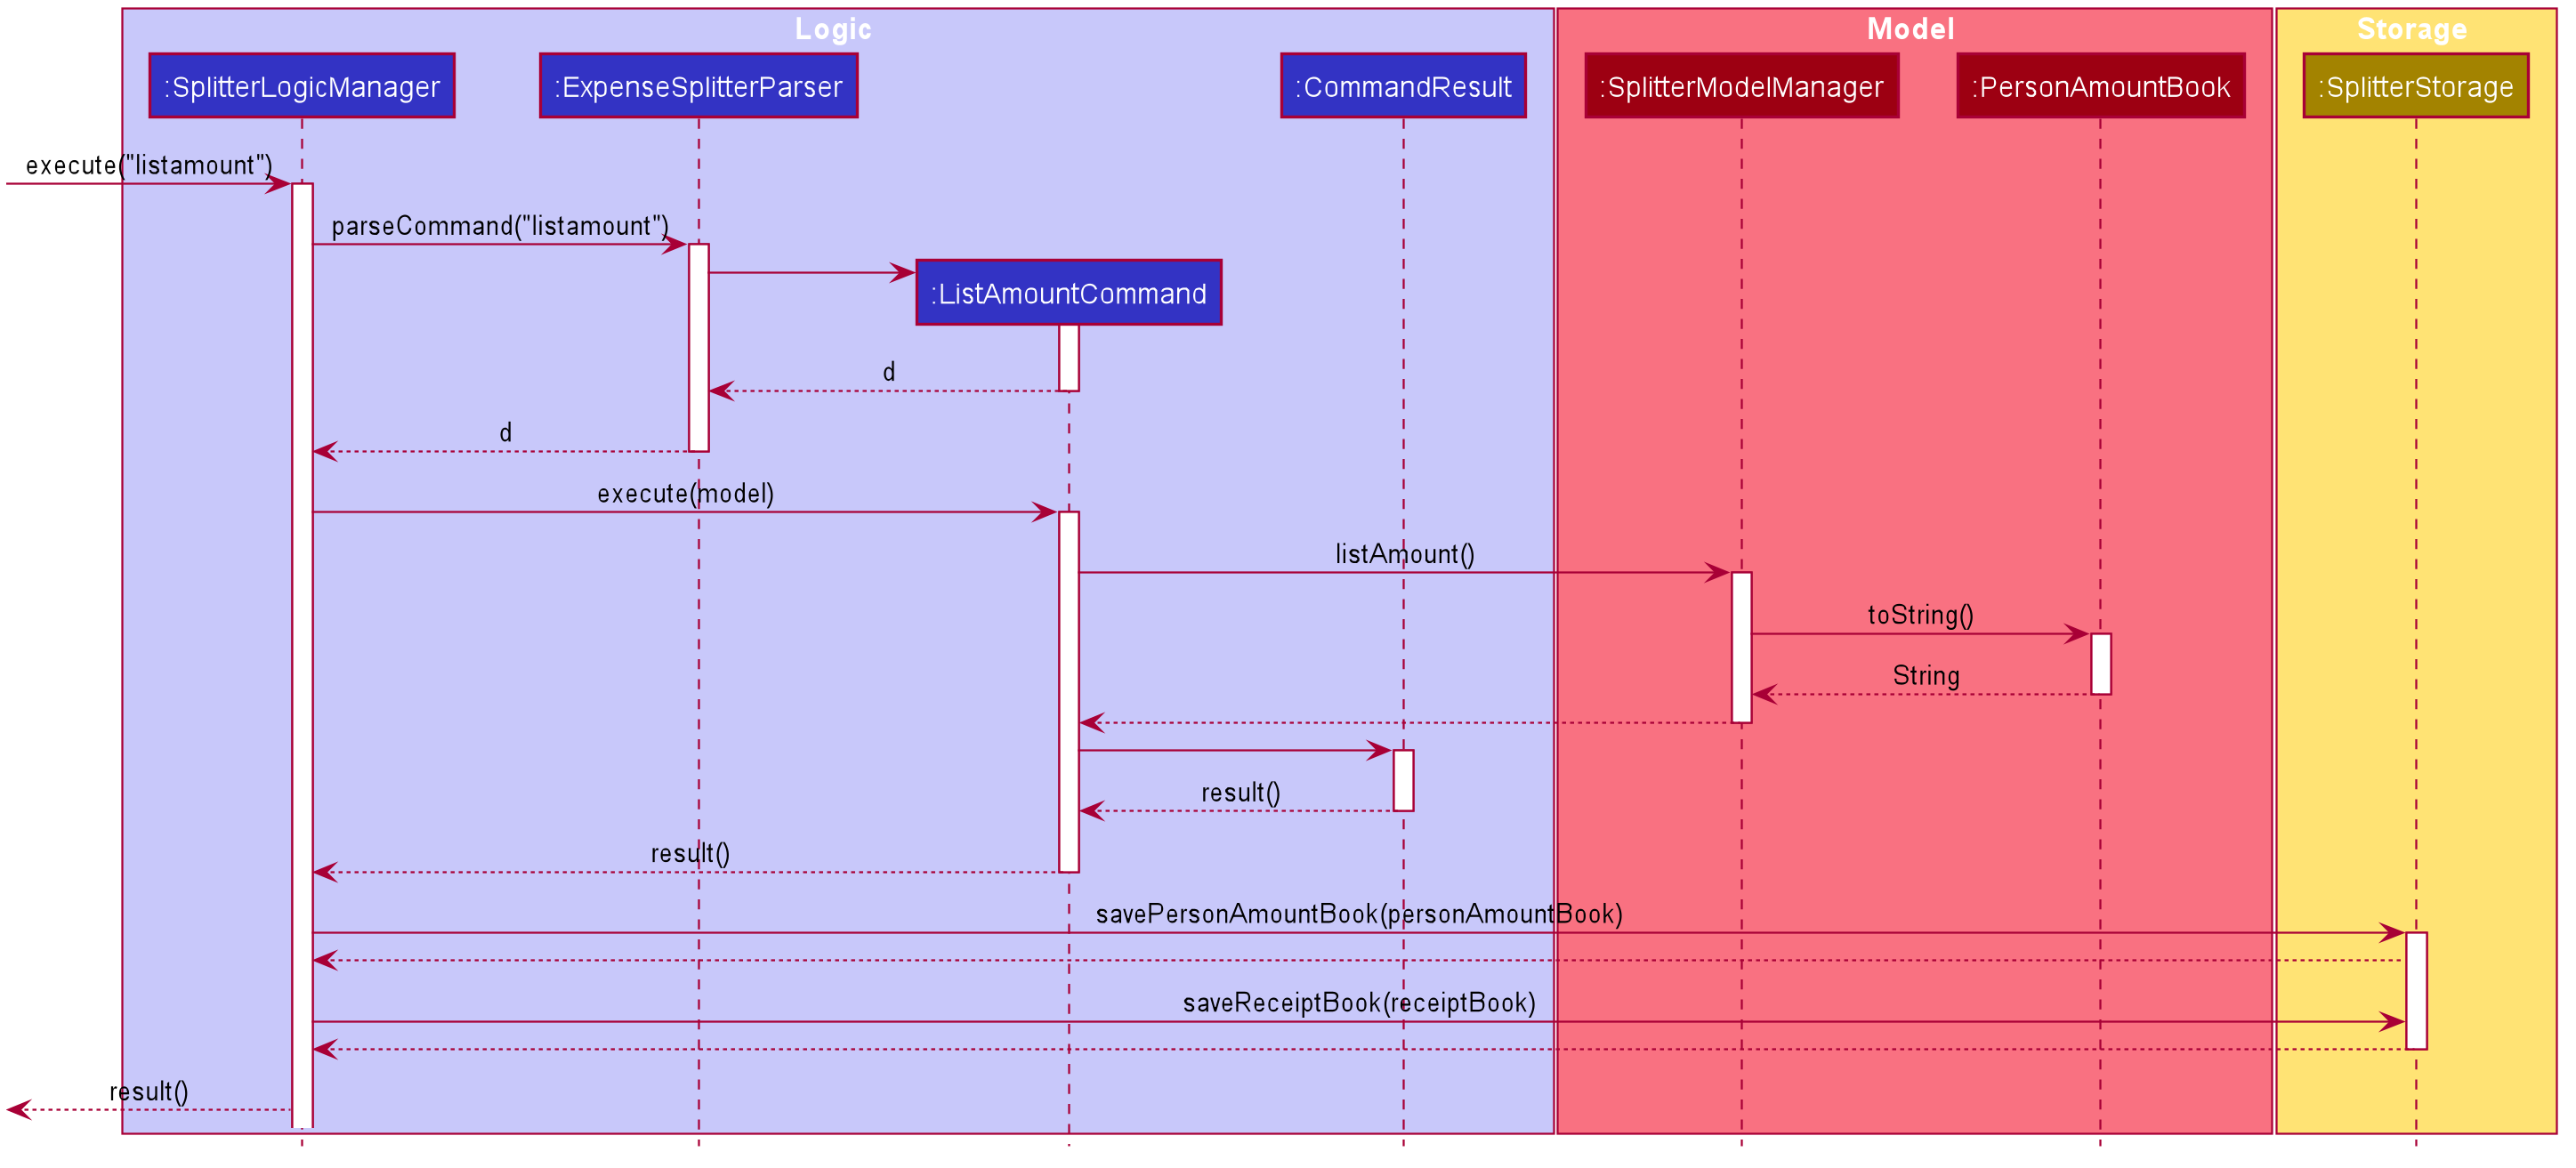 Logic
Model
Storage
:SplitterLogicManager
:ExpenseSplitterParser
:CommandResult
:SplitterModelManager
:PersonAmountBook
:SplitterStorage
execute("listamount")
parseCommand("listamount")
:ListAmountCommand
d
d
execute(model)
listAmount()
toString()
String
result()
result()
savePersonAmountBook(personAmountBook)
saveReceiptBook(receiptBook)
result()